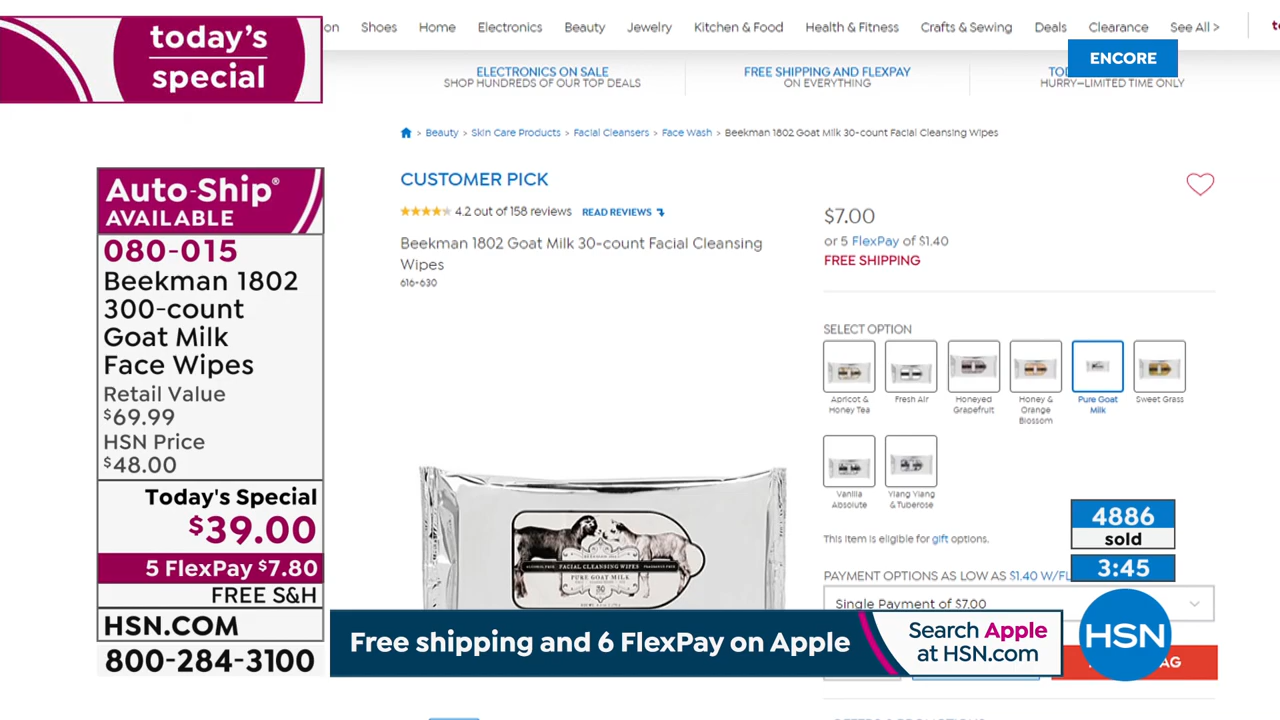 today's
special
on Shoes Home Electronics Beauty Jewelry Kitchen & Food Health & Fitness Crafts & Sewing Deals Clearance See All >
ENCORE
ELECTRONICS ON SALE
SHOP HUNDREDS OF OUR TOP DEALS
FREE SHIPPING AND FLEXPAY
ON EVERYTHING
HURRY—LIMITED TIME ONLY
> Beauty > Skin Care Products > Facial Cleansers > Face Wash > Beekman 1802 Goat Milk 30-count Facial Cleansing Wipes
Auto-Ship®
AVAILABLE
080-015
Beekman 1802
300-count
Goat Milk
Face Wipes
Retail Value
$69.99
HSN Price
$48.00
Today's Special
$39.00
5 FlexPay $7.80
FREE S&H
HSN.COM
800-284-3100
CUSTOMER PICK
4.2 out of 158 reviews READ REVIEWS
Beekman 1802 Goat Milk 30-count Facial Cleansing
Wipes
616-630
FACIAL CLEANSING WIPES
PURE GOAT MILK
$7.00
or 5 FlexPay of $1.40
FREE SHIPPING
SELECT OPTION
Apricot &
Honey Tea
Fresh Air
Honeyed
Grapefruit
Honey &
Orange
Blossom
Pure Goat
Milk
Sweet Grass
Vanilla
Absolute
Ylang Ylang
& Tuberose
This item is eligible for gift options.
4886
sold
3:45
PAYMENT OPTIONS AS LOW AS $1.40 W/FL
Single Payment of $7.00
Free shipping and 6 FlexPay on Apple
Search Apple
at HSN.com
HSN
AG